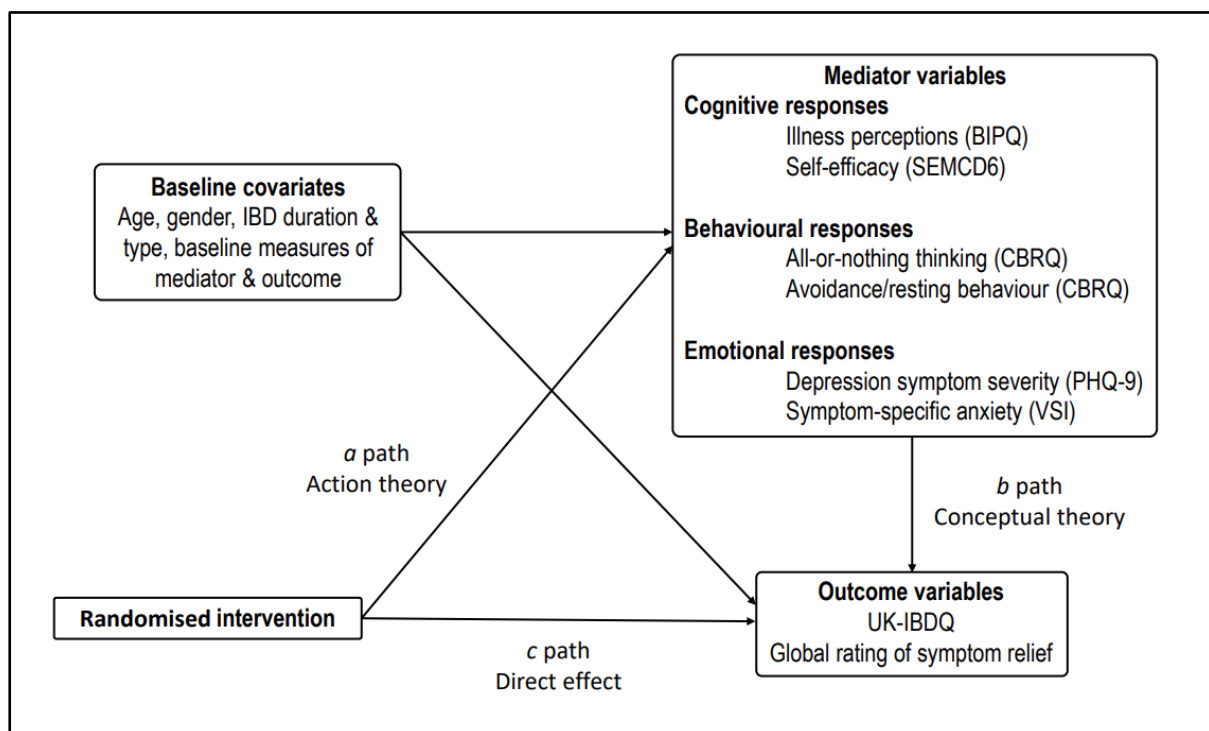 Mediator variables
Cognitive responses
Illness perceptions (BIPQ)
Self-efficacy (SEMCD6)
Behavioural responses
All-or-nothing thinking (CBRQ)
Avoidance/resting behaviour (CBRQ)
Emotional responses
Depression symptom severity (PHQ-9)
Symptom-specific anxiety (VSI)
Baseline covariates
Age, gender, IBD duration &
type, baseline measures of
mediator & outcome
a path
Action theory
b path
Conceptual theory
Randomised intervention
c path
Direct effect
Outcome variables
UK-IBDQ
Global rating of symptom relief